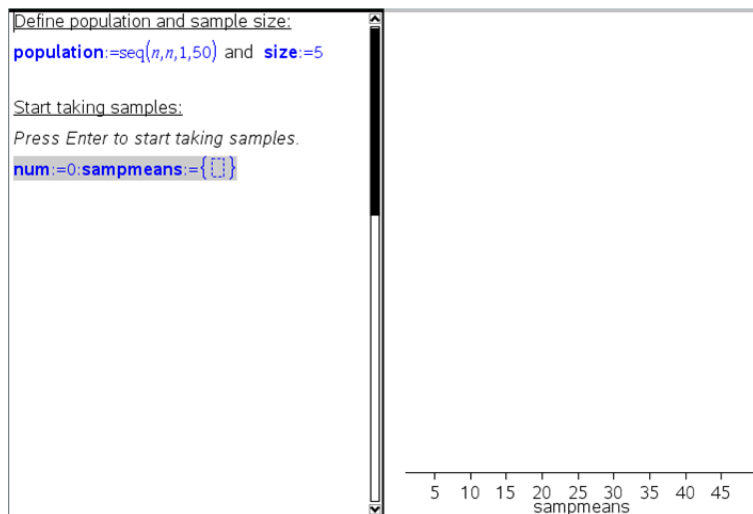 Define population and sample size:
population:=seq(n,n,1,50) and size:=5
Start taking samples:
Press Enter to start taking samples.
num:=0:sampmeans:={⬚}
5 10 15 20 25 30 35 40 45
sampmeans